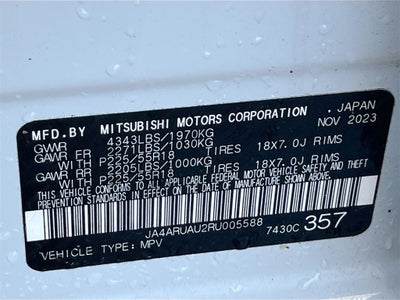 MFD.BY MITSUBISHI MOTORS CORPORATION JAPAN
GVWR 4343LBS/1970KG NOV 2023
GAWR FR 2271LBS/1030KG
WITH P225/55R18 TIRES, 18X7.0J RIMS
GAWR RR 2205LBS/1000KG
WITH P225/55R18 TIRES, 18X7.0J RIMS
THIS VEHICLE CONFORMS TO ALL APPLICABLE
FEDERAL MOTOR VEHICLE SAFETY, BUMPER AND THEFT
PREVENTION STANDARDS IN EFFECT ON THE DATE OF
MANUFACTURE SHOWN ABOVE.
JA4ARUAU2RU005588 7430C 357
VEHICLE TYPE: MPV